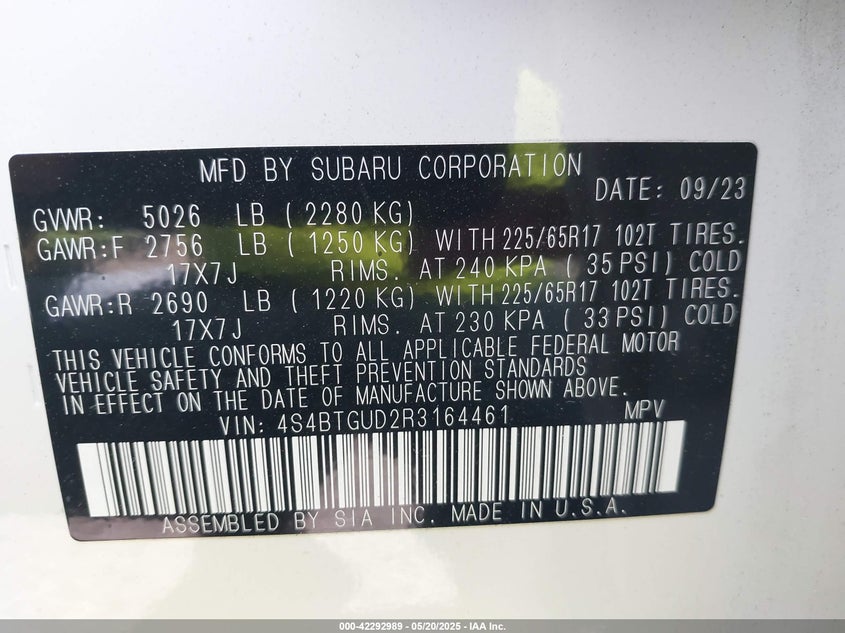 MFD BY SUBARU CORPORATION
DATE: 09/23
GVWR: 5026 LB ( 2280 KG)
GAWR:F 2756 LB ( 1250 KG) WITH 225/65R17 102T TIRES.
17X7J RIMS. AT 240 KPA ( 35 PSI) COLD
GAWR:R 2690 LB ( 1220 KG) WITH 225/65R17 102T TIRES.
17X7J RIMS. AT 230 KPA ( 33 PSI) COLD
THIS VEHICLE CONFORMS TO ALL APPLICABLE FEDERAL MOTOR
VEHICLE SAFETY AND THEFT PREVENTION STANDARDS
IN EFFECT ON THE DATE OF MANUFACTURE SHOWN ABOVE.
VIN: 4S4BTGUD2R3164461 MPV
ASSEMBLED BY SIA INC. MADE IN U.S.A.
000-42292989 - 05/20/2025 - IAA Inc.